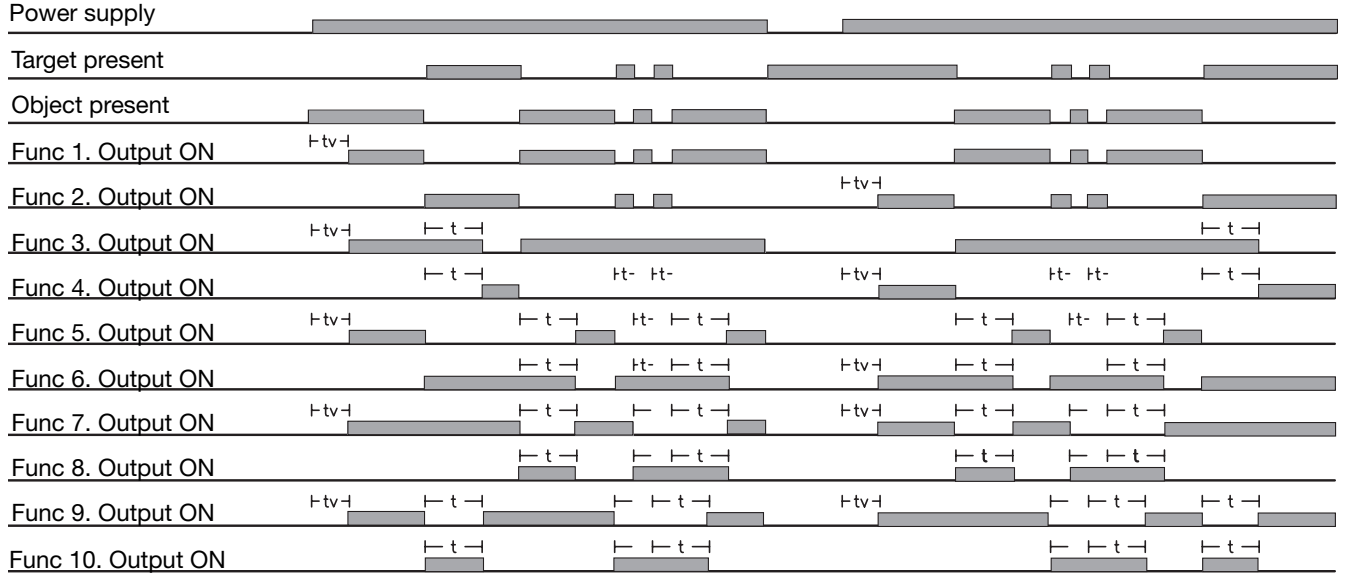 Power supply
Target present
Object present
tv
Func 1. Output ON
tv
Func 2. Output ON
tv t t
Func 3. Output ON
t t t tv t t t
Func 4. Output ON
tv t t t t t t
Func 5. Output ON
t t t tv t t
Func 6. Output ON
tv t t tv t t
Func 7. Output ON
t t t t
Func 8. Output ON
tv t t tv t t
Func 9. Output ON
t t t t
Func 10. Output ON